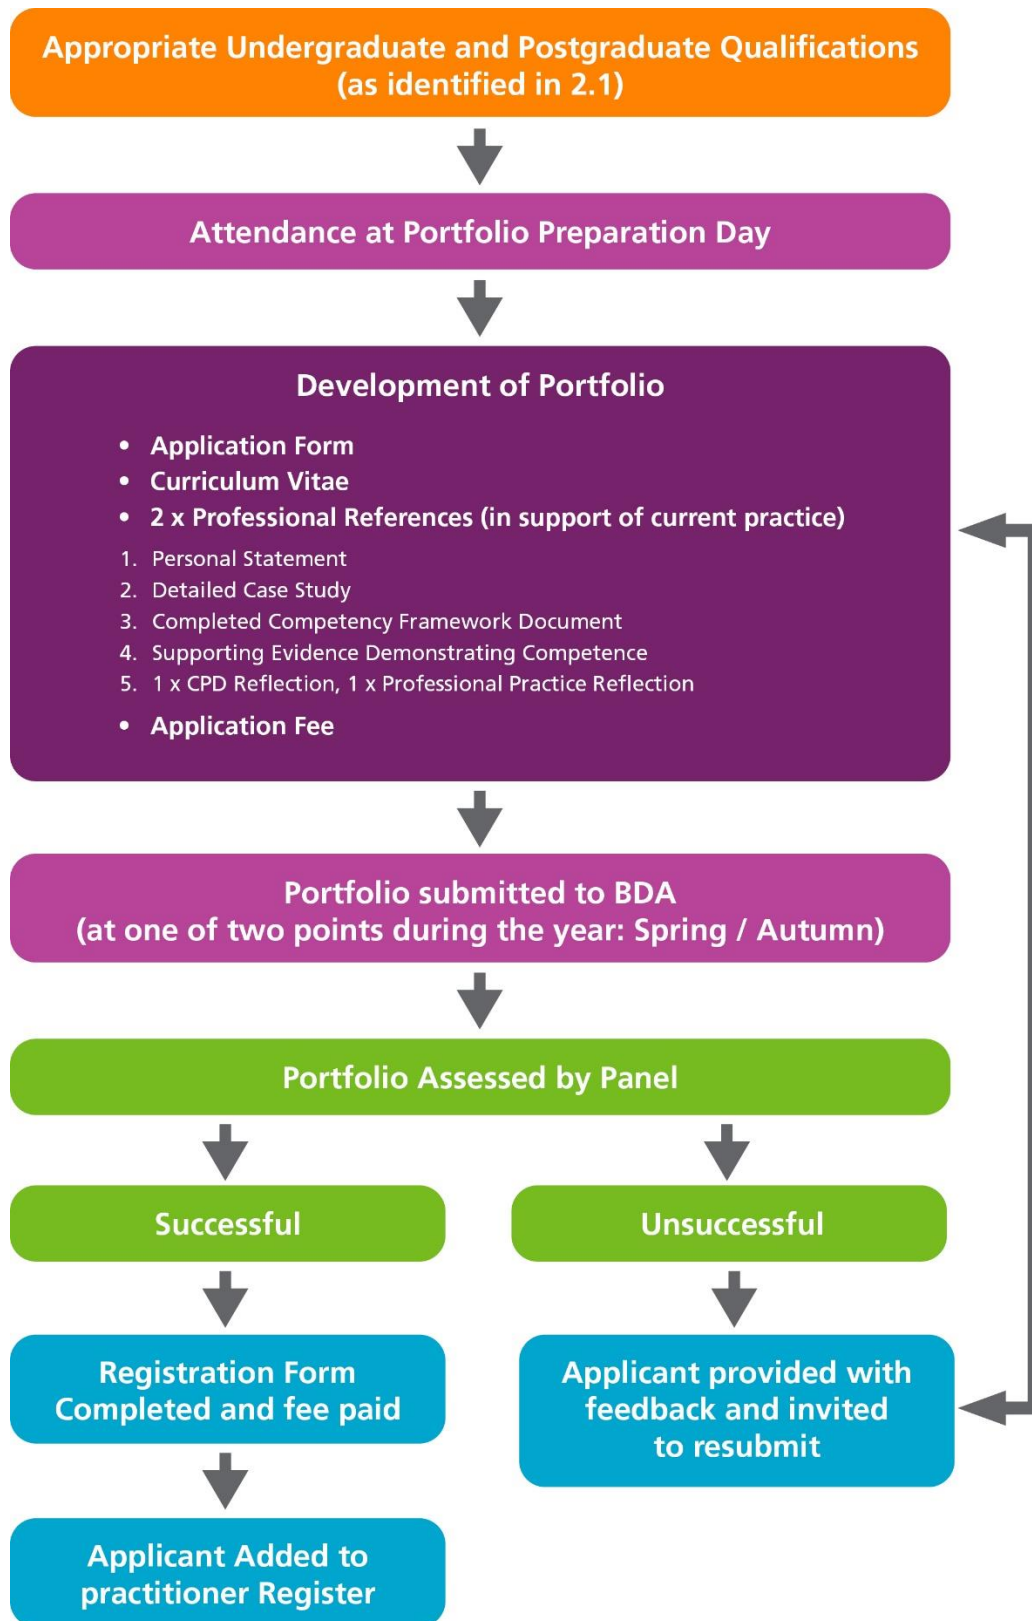 Appropriate Undergraduate and Postgraduate Qualifications
(as identified in 2.1)
Attendance at Portfolio Preparation Day
Development of Portfolio
• Application Form
• Curriculum Vitae
• 2 x Professional References (in support of current practice)
1. Personal Statement
2. Detailed Case Study
3. Completed Competency Framework Document
4. Supporting Evidence Demonstrating Competence
5. 1 x CPD Reflection, 1 x Professional Practice Reflection
• Application Fee
Portfolio submitted to BDA
(at one of two points during the year: Spring / Autumn)
Portfolio Assessed by Panel
Successful
Unsuccessful
Registration Form
Completed and fee paid
Applicant provided with
feedback and invited
to resubmit
Applicant Added to
practitioner Register